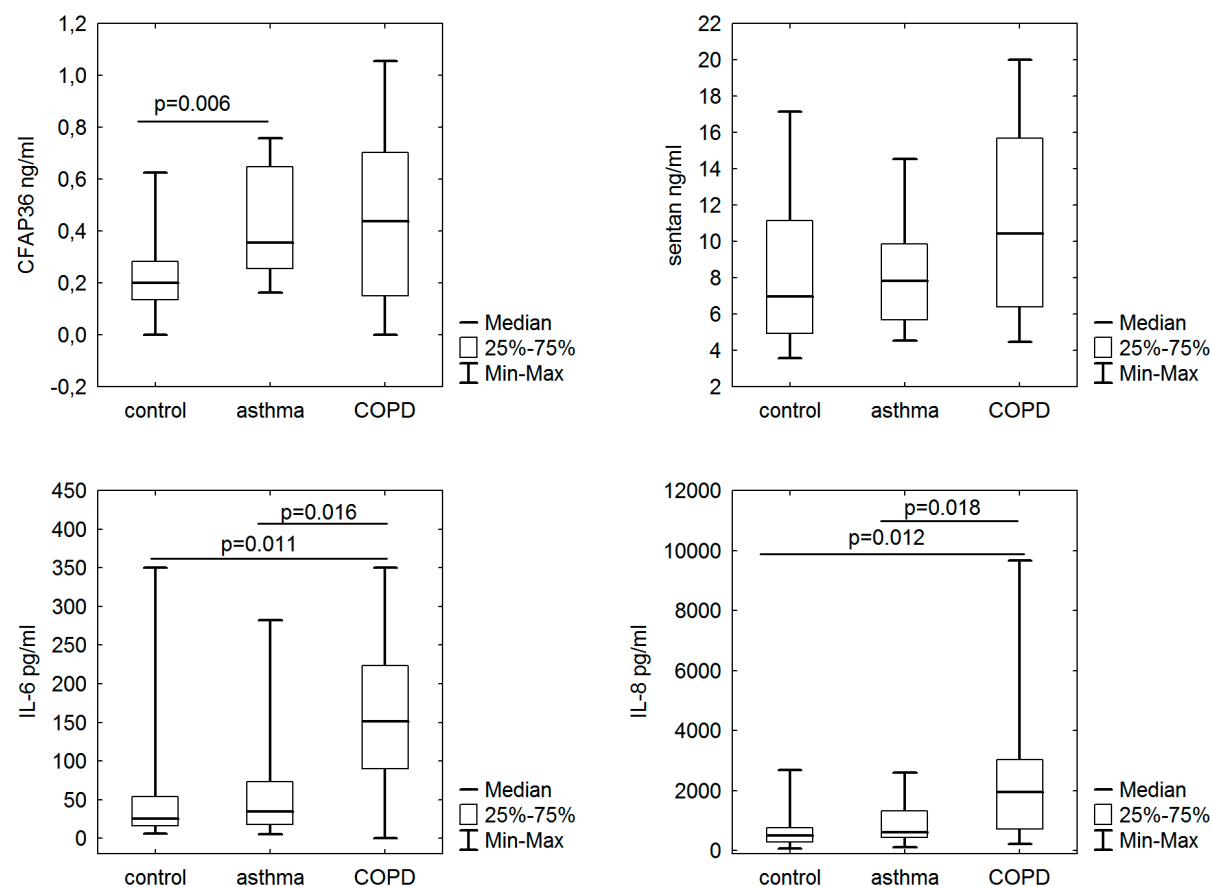 CFAP36 ng/ml
1,2
1,0
0,8
0,6
0,4
0,2
0,0
-0,2
p=0.006
control asthma COPD
Median
25%-75%
Min-Max
sentan ng/ml
22
20
18
16
14
12
10
8
6
4
2
control asthma COPD
Median
25%-75%
Min-Max
IL-6 pg/ml
450
400
350
300
250
200
150
100
50
0
p=0.016
p=0.011
control asthma COPD
Median
25%-75%
Min-Max
IL-8 pg/ml
12000
10000
8000
6000
4000
2000
0
p=0.018
p=0.012
control asthma COPD
Median
25%-75%
Min-Max